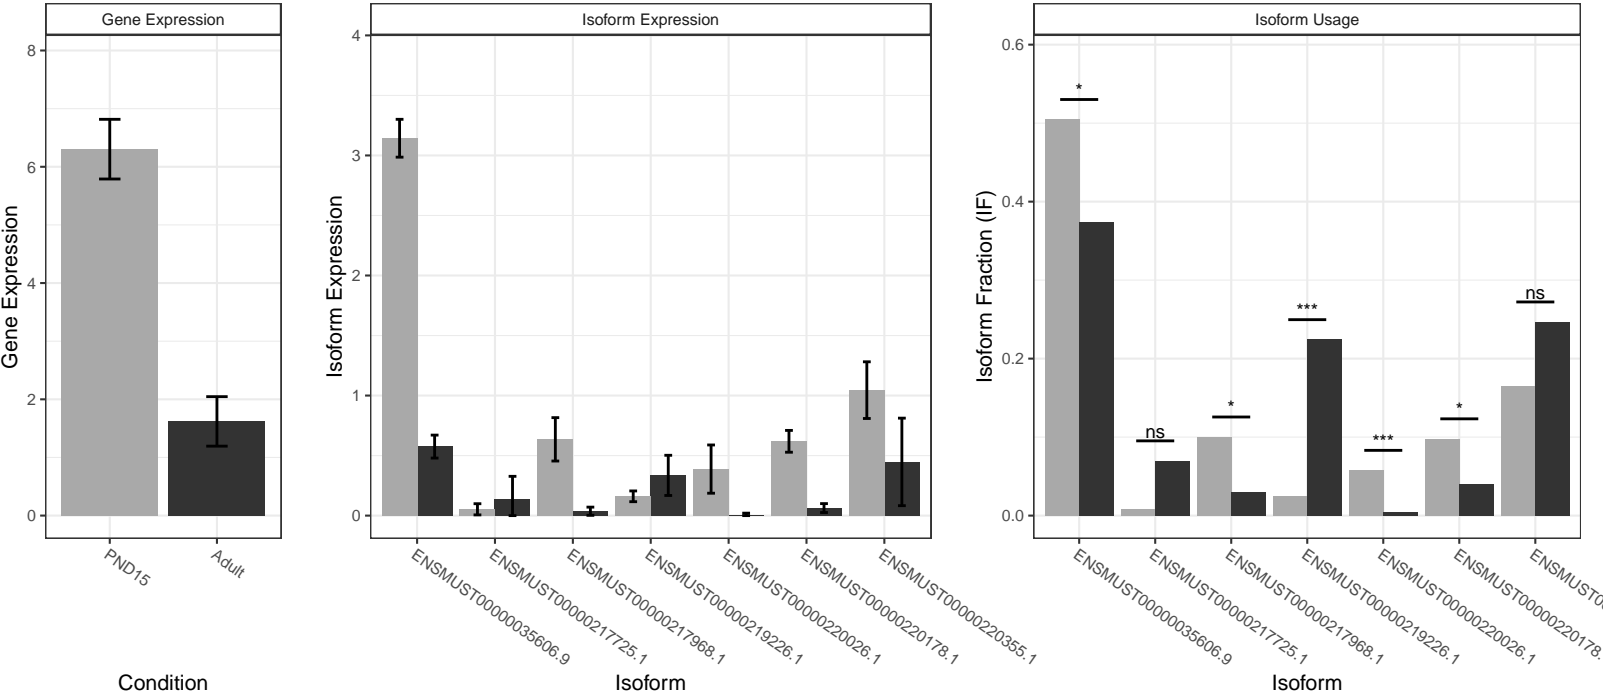 Gene Expression
Isoform Expression
Isoform Usage
Gene Expression
8
6
4
2
0
PND15
Adult
Condition
Isoform Expression
4
3
2
1
0
ENSMUST00000035606.9
ENSMUST00000217725.1
ENSMUST00000217968.1
ENSMUST00000219226.1
ENSMUST00000220026.1
ENSMUST00000220178.1
ENSMUST00000220355.1
Isoform
Isoform Fraction (IF)
0.6
0.4
0.2
0.0
*
ns
*
***
***
*
ns
ENSMUST00000035606.9
ENSMUST00000217725.1
ENSMUST00000217968.1
ENSMUST00000219226.1
ENSMUST00000220026.1
ENSMUST00000220178.
Isoform